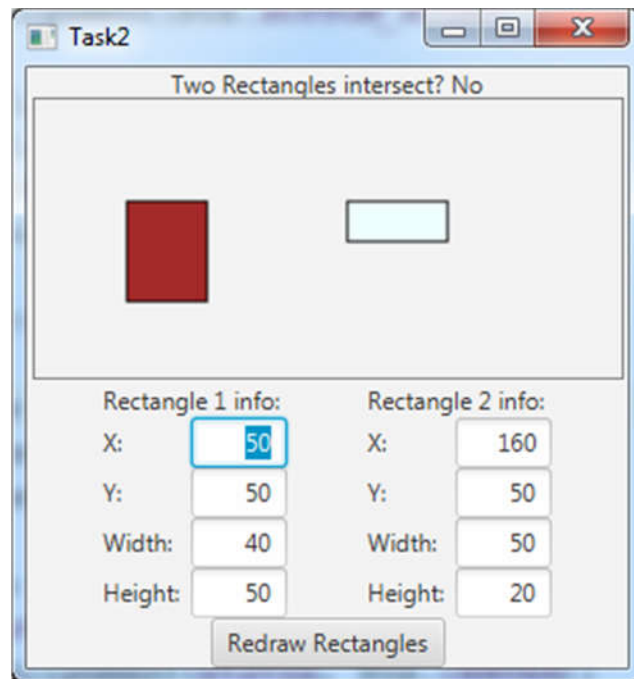 Task2
Two Rectangles intersect? No
Rectangle 1 info: Rectangle 2 info:
X: 50 X: 160
Y: 50 Y: 50
Width: 40 Width: 50
Height: 50 Height: 20
Redraw Rectangles